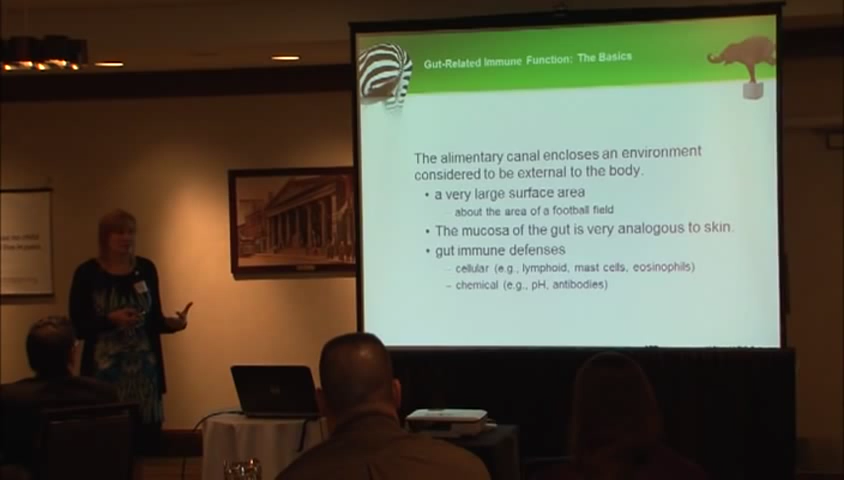 Gut-Related Immune Function: The Basics
The alimentary canal encloses an environment
considered to be external to the body.
• a very large surface area
– about the area of a football field
• The mucosa of the gut is very analogous to skin.
• gut immune defenses
– cellular (e.g., lymphoid, mast cells, eosinophils)
– chemical (e.g., pH, antibodies)